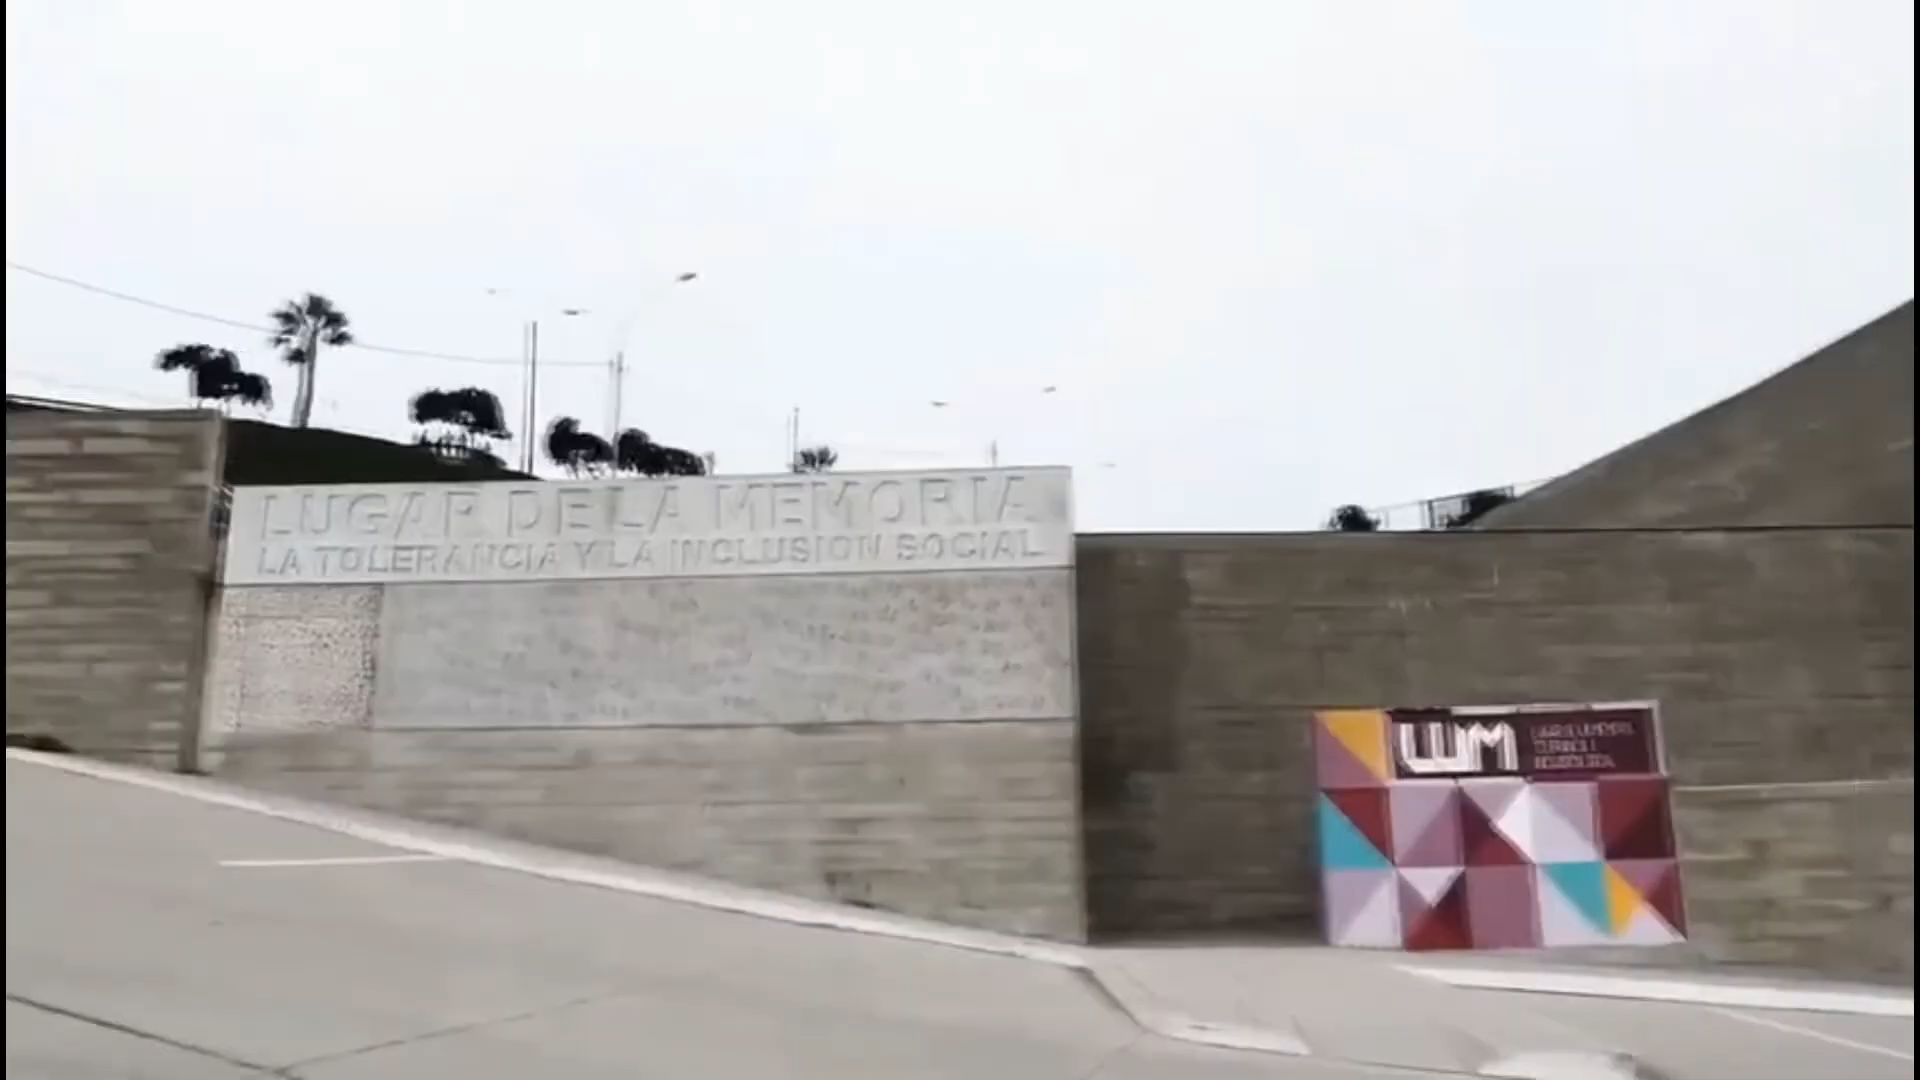 LUGAR DE LA MEMORIA
LA TOLERANCIA Y LA INCLUSION SOCIAL
LUM